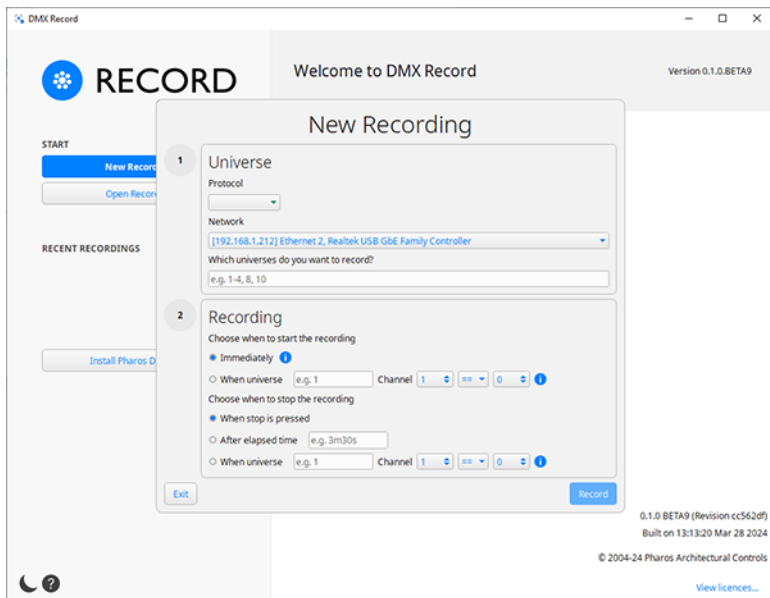 DMX Record
RECORD
Welcome to DMX Record
Version 0.1.0.BETA9
START
New Record
Open Recor
RECENT RECORDINGS
Install Pharos D
New Recording
1
Universe
Protocol
Network
[192.168.1.212] Ethernet 2, Realtek USB GbE Family Controller
Which universes do you want to record?
e.g. 1-4, 8, 10
2
Recording
Choose when to start the recording
Immediately
When universe e.g. 1 Channel 1 == 0
Choose when to stop the recording
When stop is pressed
After elapsed time e.g. 3m30s
When universe e.g. 1 Channel 1 == 0
Exit
Record
0.1.0 BETA9 (Revision cc562df)
Built on 13:13:20 Mar 28 2024
© 2004-24 Pharos Architectural Controls
View licences...